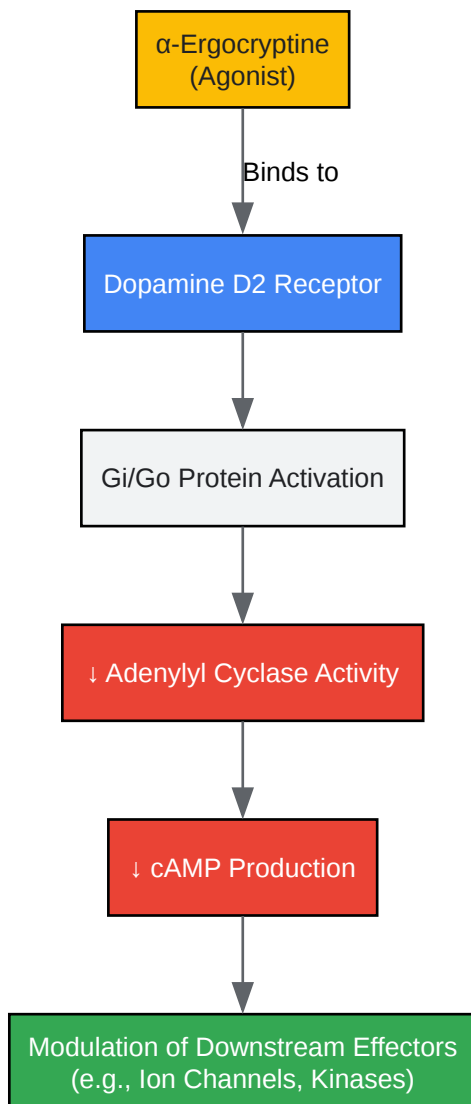 α-Ergocryptine
(Agonist)
Binds to
Dopamine D2 Receptor
Gi/Go Protein Activation
↓ Adenylyl Cyclase Activity
↓ cAMP Production
Modulation of Downstream Effectors
(e.g., Ion Channels, Kinases)